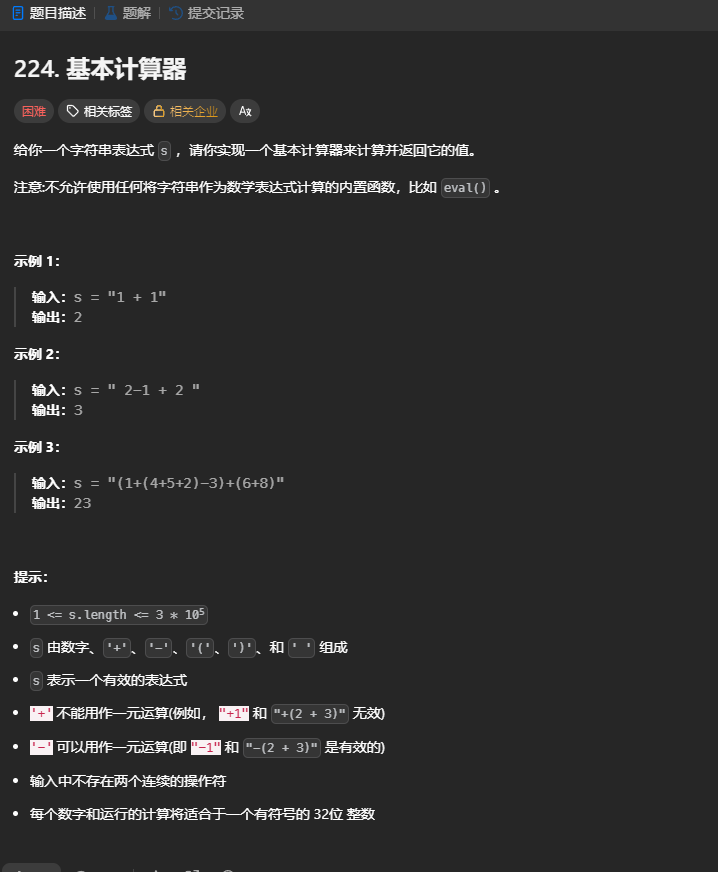 题目描述 | 题解 | 提交记录
224. 基本计算器
困难 相关标签 相关企业
给你一个字符串表达式 s ，请你实现一个基本计算器来计算并返回它的值。
注意:不允许使用任何将字符串作为数学表达式计算的内置函数，比如 eval() 。
示例 1：
输入：s = "1 + 1"
输出：2
示例 2：
输入：s = " 2-1 + 2 "
输出：3
示例 3：
输入：s = "(1+(4+5+2)-3)+(6+8)"
输出：23
提示：
• 1 <= s.length <= 3 * 10⁵
• s 由数字、'+'、'-'、'('、')'、和 ' ' 组成
• s 表示一个有效的表达式
• '+' 不能用作一元运算(例如， "+1" 和 "+(2 + 3)" 无效)
• '-' 可以用作一元运算(即 "-1" 和 "-(2 + 3)" 是有效的)
• 输入中不存在两个连续的操作符
• 每个数字和运行的计算将适合于一个有符号的 32位 整数